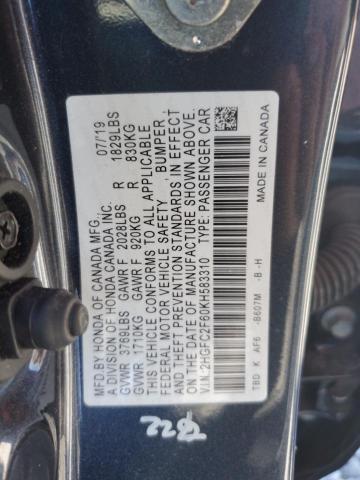 MFD.BY HONDA OF CANADA MFG. 07/19
A DIVISION OF HONDA CANADA INC.
GVWR 3769LBS GAWR F 2028LBS R 1829LBS
GVWR 1710KG GAWR F 920KG R 830KG
THIS VEHICLE CONFORMS TO ALL APPLICABLE
FEDERAL MOTOR VEHICLE SAFETY, BUMPER,
AND THEFT PREVENTION STANDARDS IN EFFECT
ON THE DATE OF MANUFACTURE SHOWN ABOVE.
V.I.N.:2HGFC2F60KH583310 TYPE: PASSENGER CAR
TBD K AF6 -B607M -B -H MADE IN CANADA